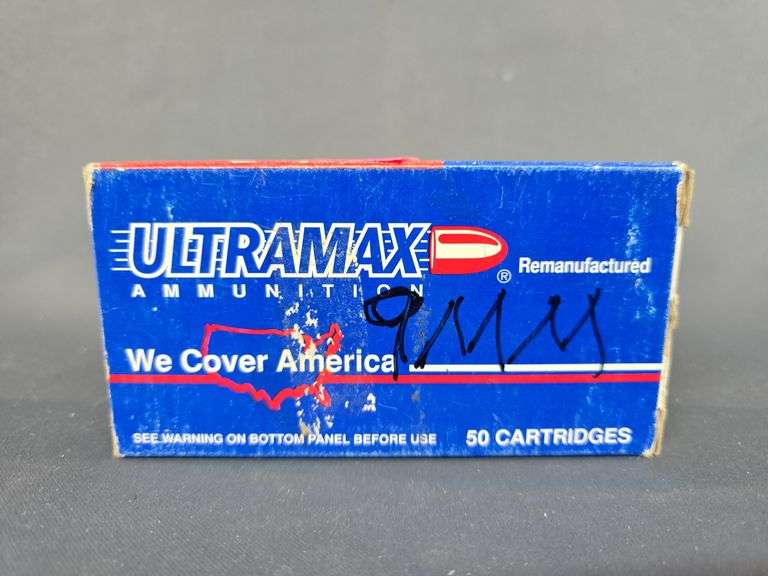 ULTRAMAX
AMMUNITION
® Remanufactured
9MM
We Cover America
SEE WARNING ON BOTTOM PANEL BEFORE USE
50 CARTRIDGES